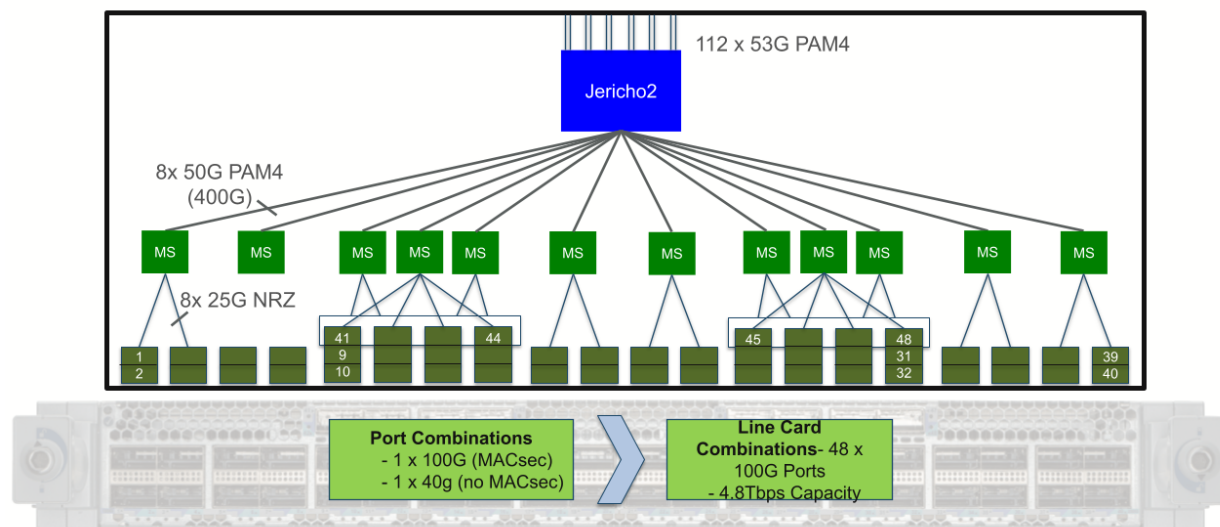 112 x 53G PAM4
Jericho2
8x 50G PAM4
(400G)
MS
MS
MS
MS
MS
MS
MS
MS
MS
MS
MS
MS
8x 25G NRZ
41
44
45
48
1
9
31
39
2
10
32
40
Port Combinations
- 1 x 100G (MACsec)
- 1 x 40g (no MACsec)
Line Card
Combinations- 48 x
100G Ports
- 4.8Tbps Capacity